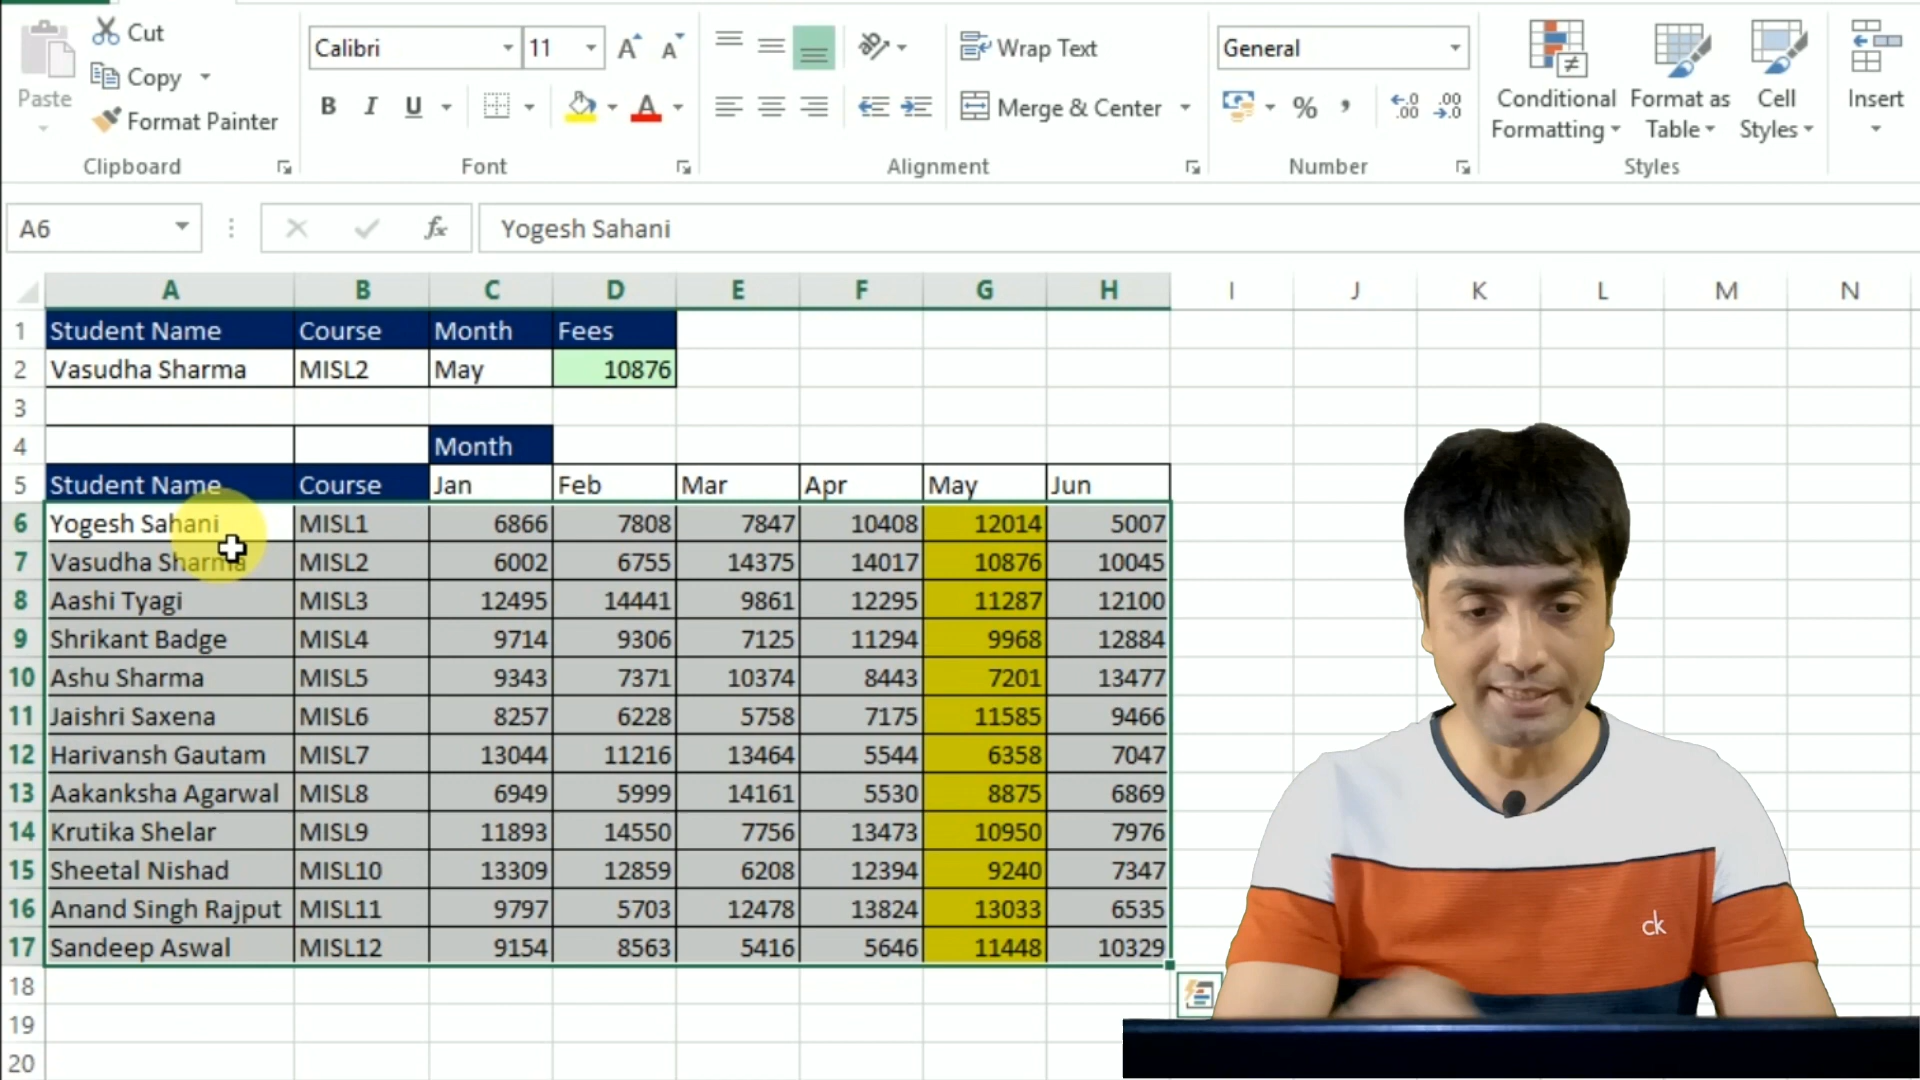 Cut
Copy
Paste
Format Painter
Clipboard
Calibri 11
B I U
Font
Wrap Text
Merge & Center
Alignment
General
%
Number
Conditional Formatting
Format as Table
Cell Styles
Styles
Insert
A6 fx Yogesh Sahani
A B C D E F G H I J K L M N
1 Student Name Course Month Fees
2 Vasudha Sharma MISL2 May 10876
3
4 Month
5 Student Name Course Jan Feb Mar Apr May Jun
6 Yogesh Sahani MISL1 6866 7808 7847 10408 12014 5007
7 Vasudha Sharma MISL2 6002 6755 14375 14017 10876 10045
8 Aashi Tyagi MISL3 12495 14441 9861 12295 11287 12100
9 Shrikant Badge MISL4 9714 9306 7125 11294 9968 12884
10 Ashu Sharma MISL5 9343 7371 10374 8443 7201 13477
11 Jaishri Saxena MISL6 8257 6228 5758 7175 11585 9466
12 Harivansh Gautam MISL7 13044 11216 13464 5544 6358 7047
13 Aakanksha Agarwal MISL8 6949 5999 14161 5530 8875 6869
14 Krutika Shelar MISL9 11893 14550 7756 13473 10950 7976
15 Sheetal Nishad MISL10 13309 12859 6208 12394 9240 7347
16 Anand Singh Rajput MISL11 9797 5703 12478 13824 13033 6535
17 Sandeep Aswal MISL12 9154 8563 5416 5646 11448 10329
18
19
20
ck